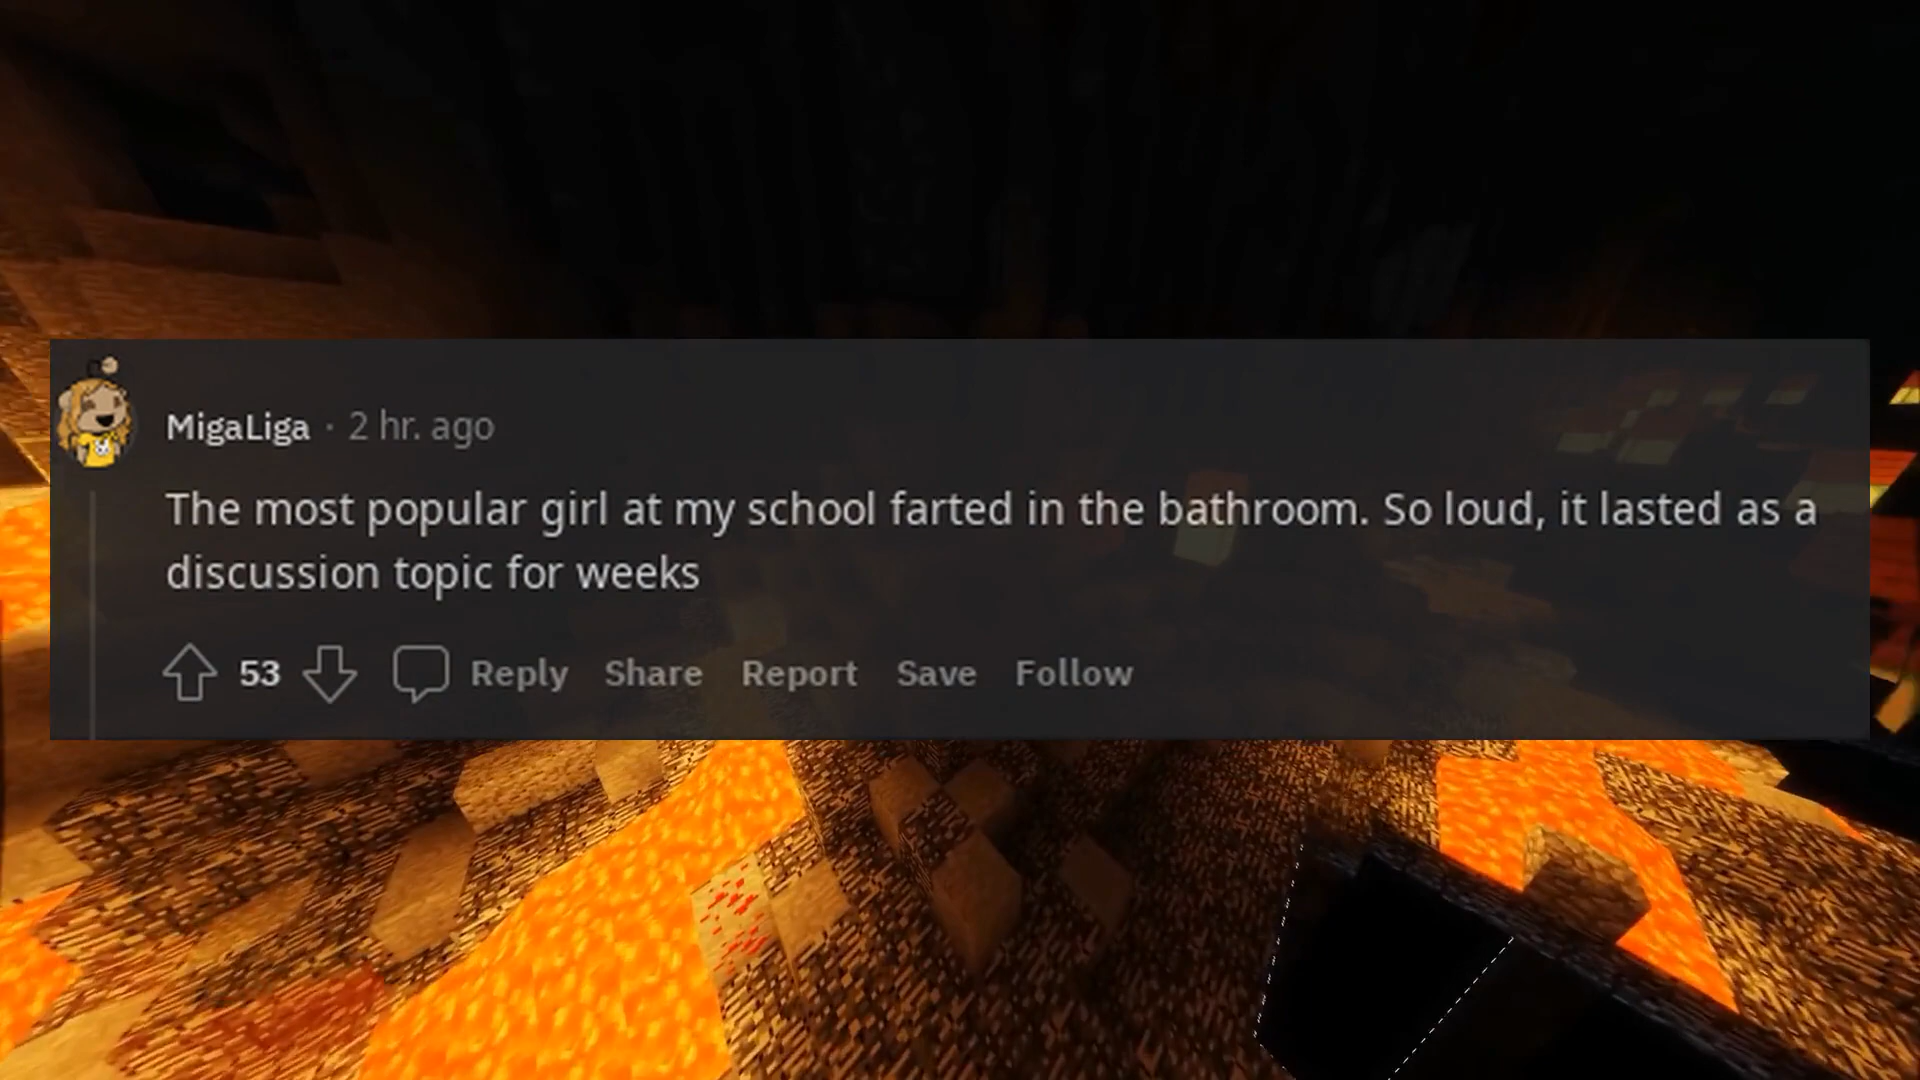 MigaLiga · 2 hr. ago
The most popular girl at my school farted in the bathroom. So loud, it lasted as a
discussion topic for weeks
53 Reply Share Report Save Follow